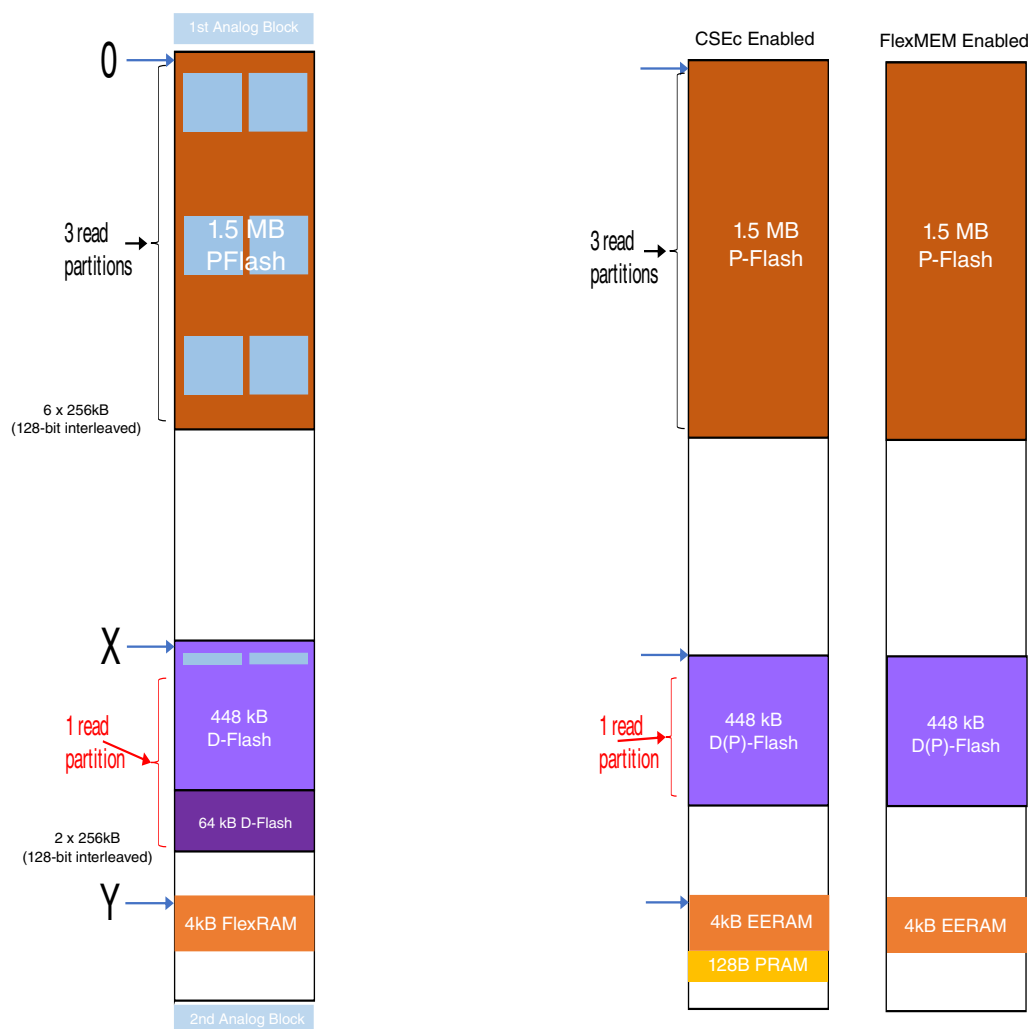 1st Analog Block
0
3 read
partitions
1.5 MB
PFlash
6 x 256kB
(128-bit interleaved)
X
448 kB
D-Flash
1 read
partition
64 kB D-Flash
2 x 256kB
(128-bit interleaved)
Y
4kB FlexRAM
2nd Analog Block
CSEc Enabled
3 read
partitions
1.5 MB
P-Flash
1 read
partition
448 kB
D(P)-Flash
4kB EERAM
128B PRAM
FlexMEM Enabled
1.5 MB
P-Flash
448 kB
D(P)-Flash
4kB EERAM